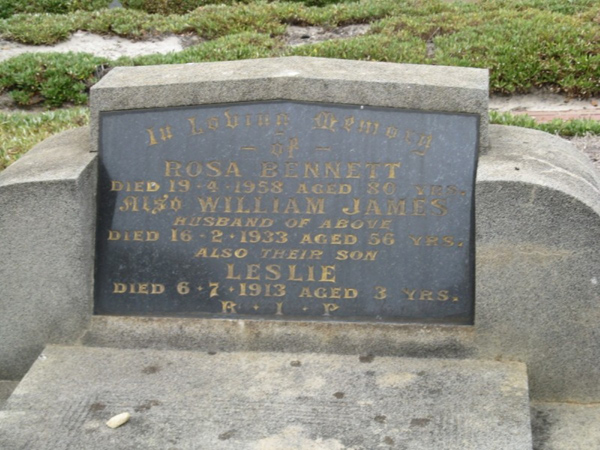 In Loving Memory
– of –
ROSA BENNETT
DIED 19·4·1958 AGED 80 YRS.
Also WILLIAM JAMES
HUSBAND OF ABOVE
DIED 16·2·1933 AGED 56 YRS.
ALSO THEIR SON
LESLIE
DIED 6·7·1913 AGED 3 YRS.
R·I·P